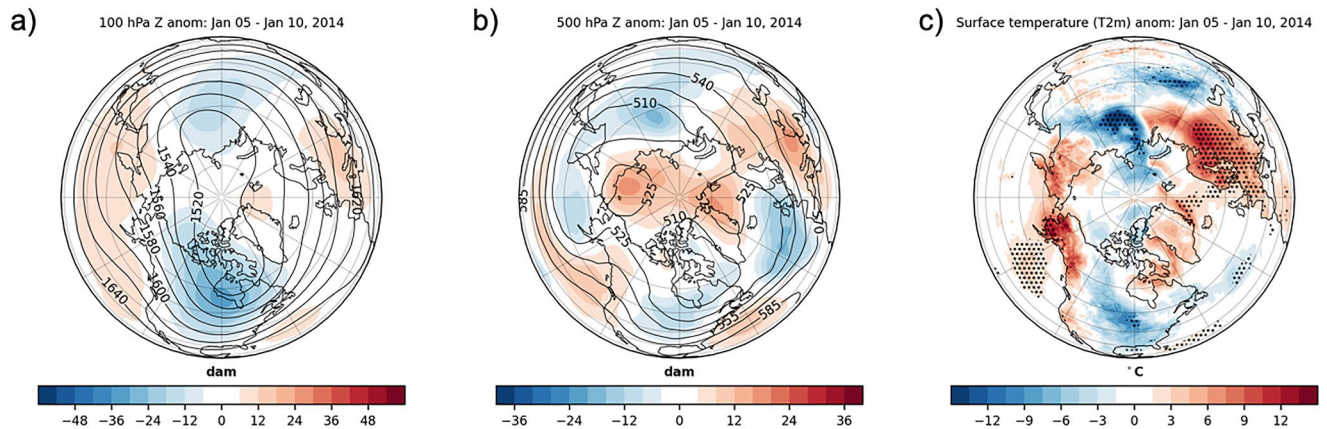 a)
100 hPa Z anom: Jan 05 - Jan 10, 2014
1540
1560
1520
1580
1600
1640
1620
dam
−48 −36 −24 −12 0 12 24 36 48
b)
500 hPa Z anom: Jan 05 - Jan 10, 2014
540
510
585
525
525
510
525
570
555
585
dam
−36 −24 −12 0 12 24 36
c)
Surface temperature (T2m) anom: Jan 05 - Jan 10, 2014
°C
−12 −9 −6 −3 0 3 6 9 12